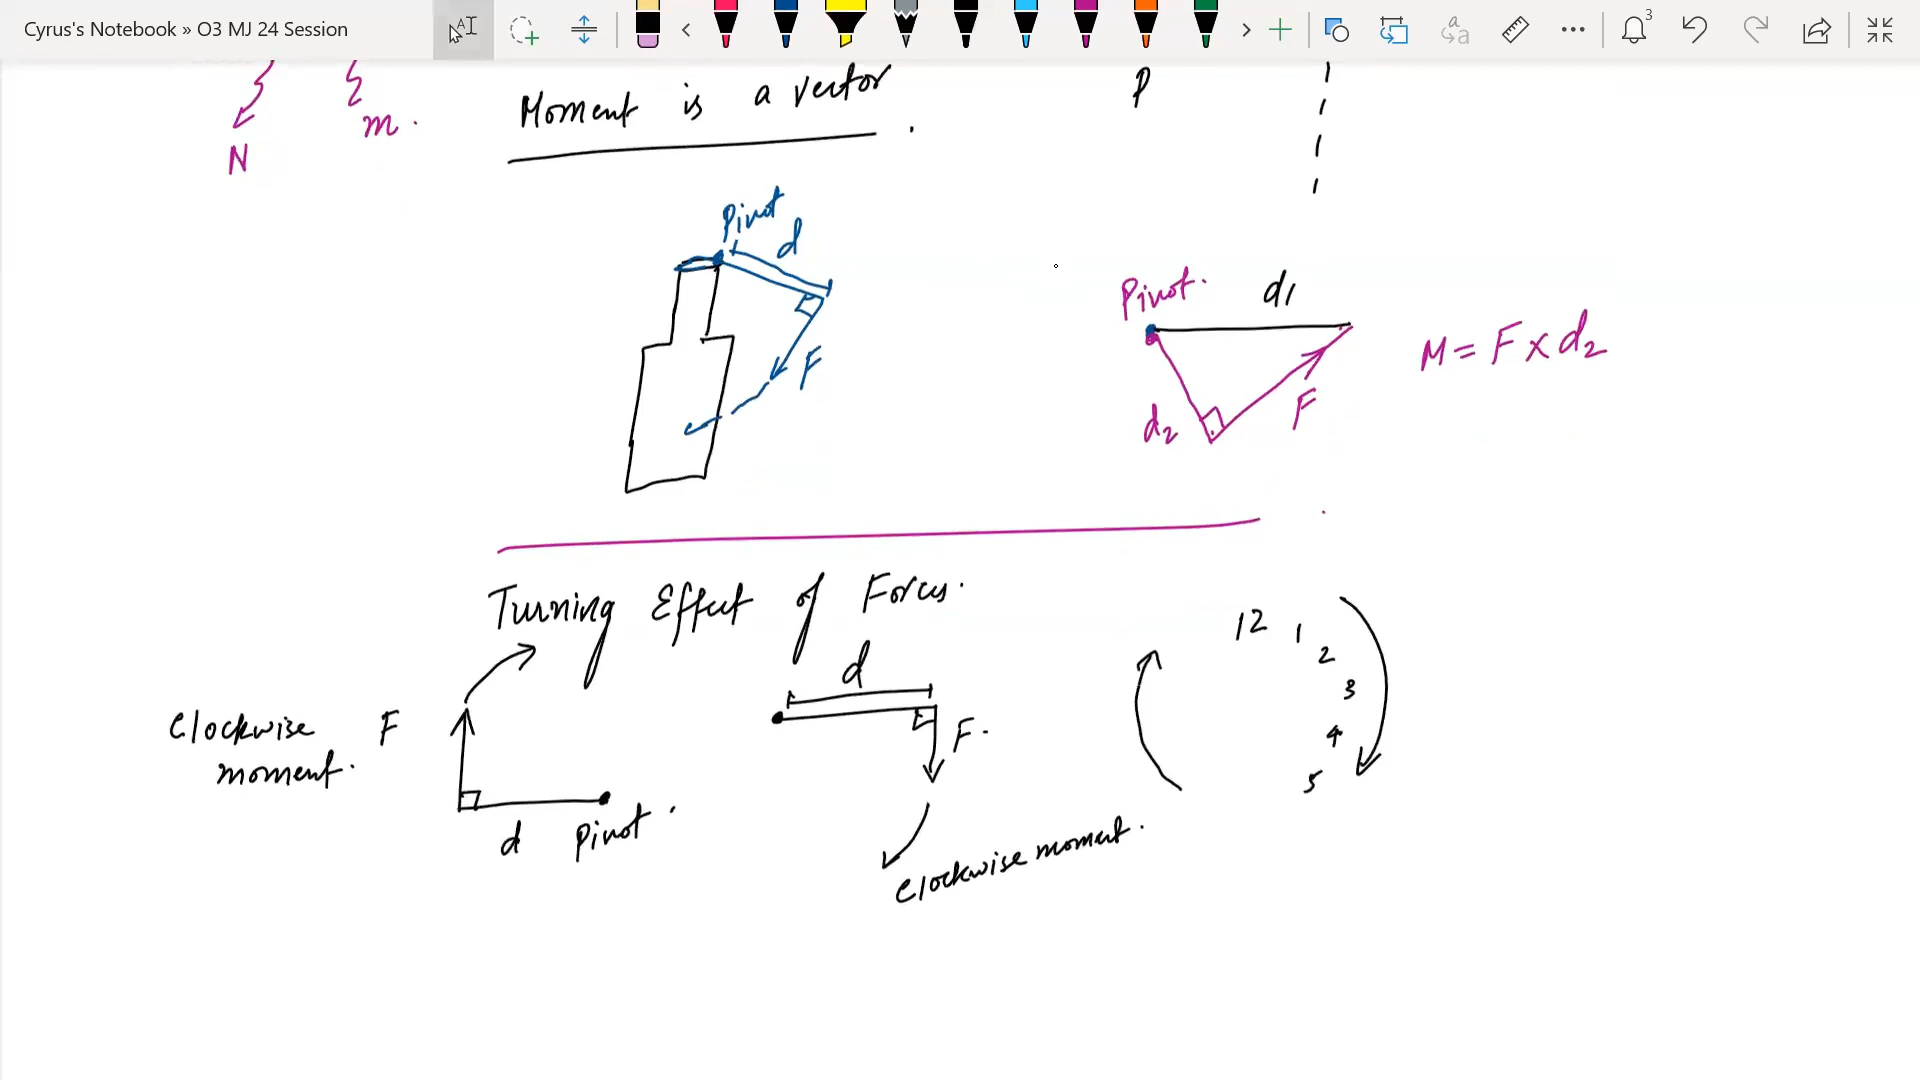 Cyrus's Notebook » O3 MJ 24 Session
3
Moment is a vector.
P
m.
N
Pivot
d
F
Pivot.
d1
M = F x d2
d2
F
Turning Effect of Forces.
12
1
2
3
4
5
d
Clockwise
moment.
F
F.
d
Pivot.
Clockwise moment.